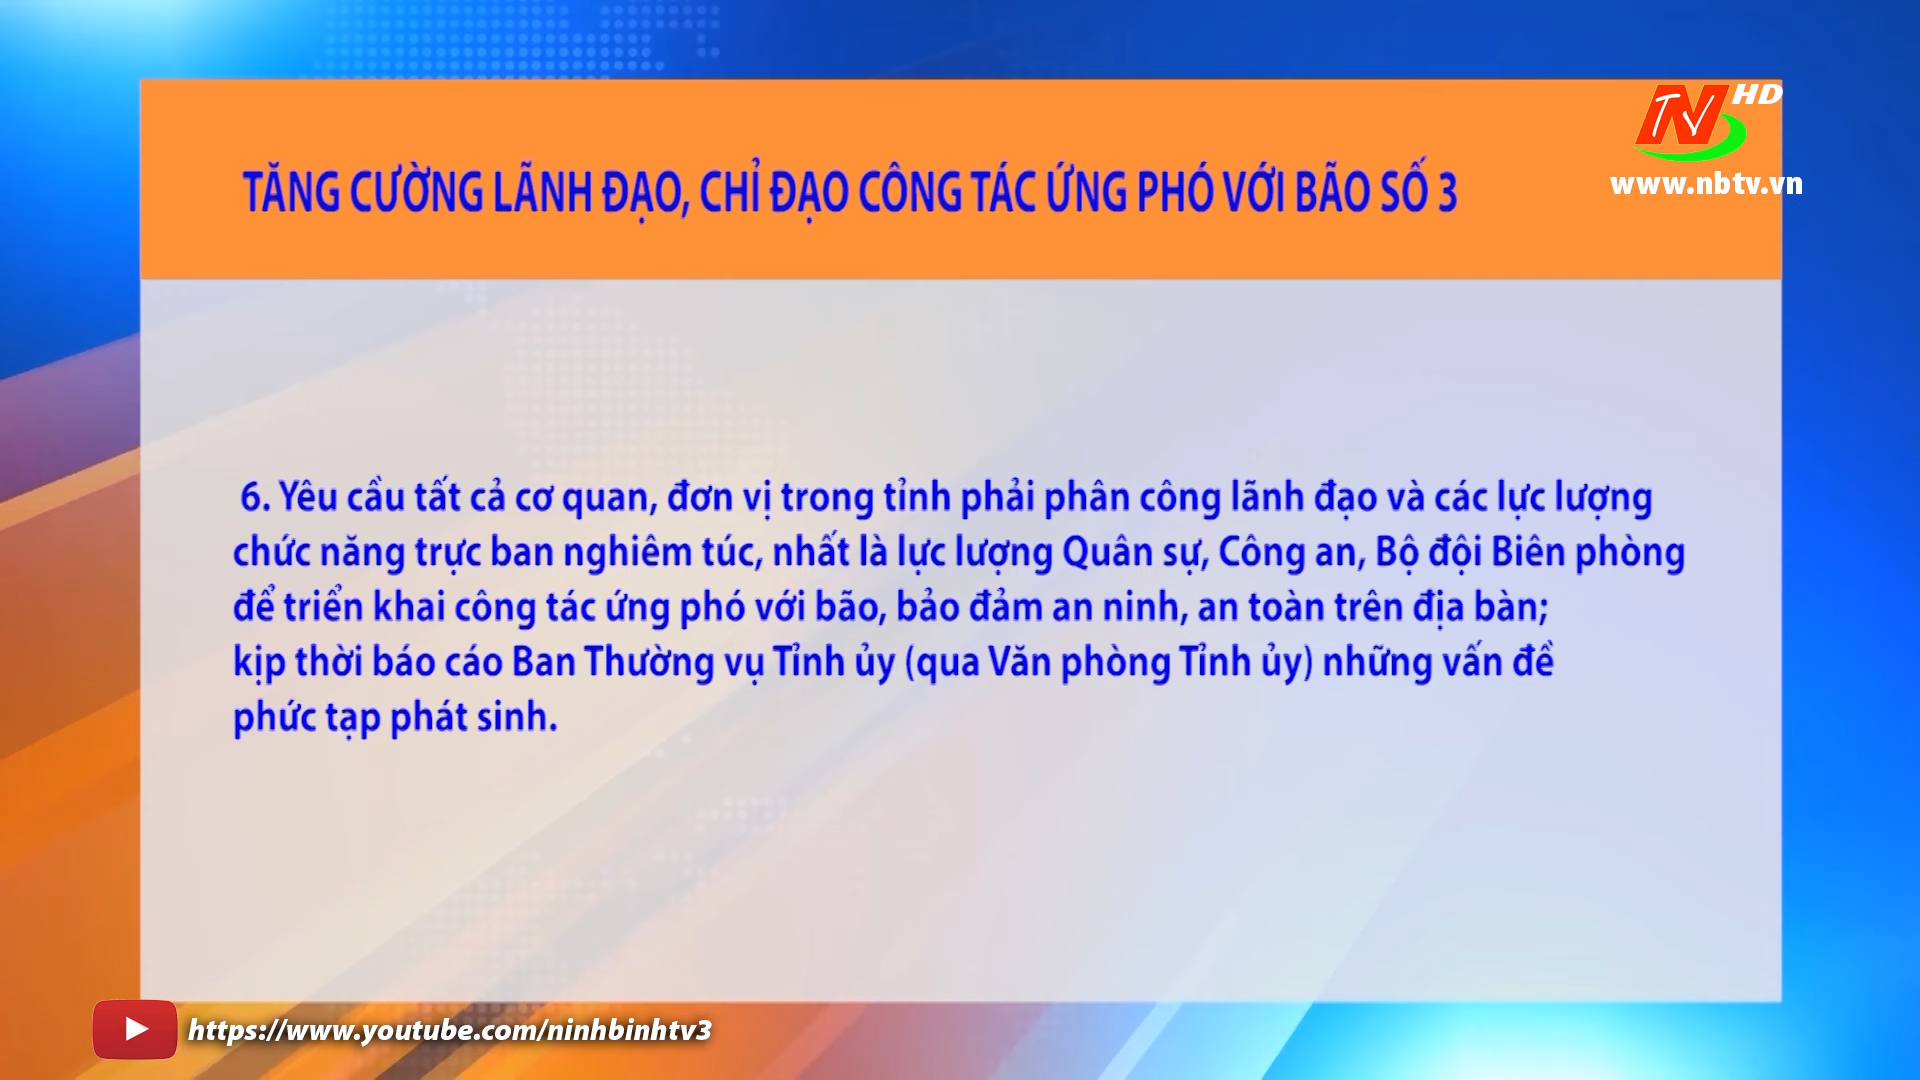 NTV HD
www.nbtv.vn
TĂNG CƯỜNG LÃNH ĐẠO, CHỈ ĐẠO CÔNG TÁC ỨNG PHÓ VỚI BÃO SỐ 3
6. Yêu cầu tất cả cơ quan, đơn vị trong tỉnh phải phân công lãnh đạo và các lực lượng
chức năng trực ban nghiêm túc, nhất là lực lượng Quân sự, Công an, Bộ đội Biên phòng
để triển khai công tác ứng phó với bão, bảo đảm an ninh, an toàn trên địa bàn;
kịp thời báo cáo Ban Thường vụ Tỉnh ủy (qua Văn phòng Tỉnh ủy) những vấn đề
phức tạp phát sinh.
https://www.youtube.com/ninhbinhtv3